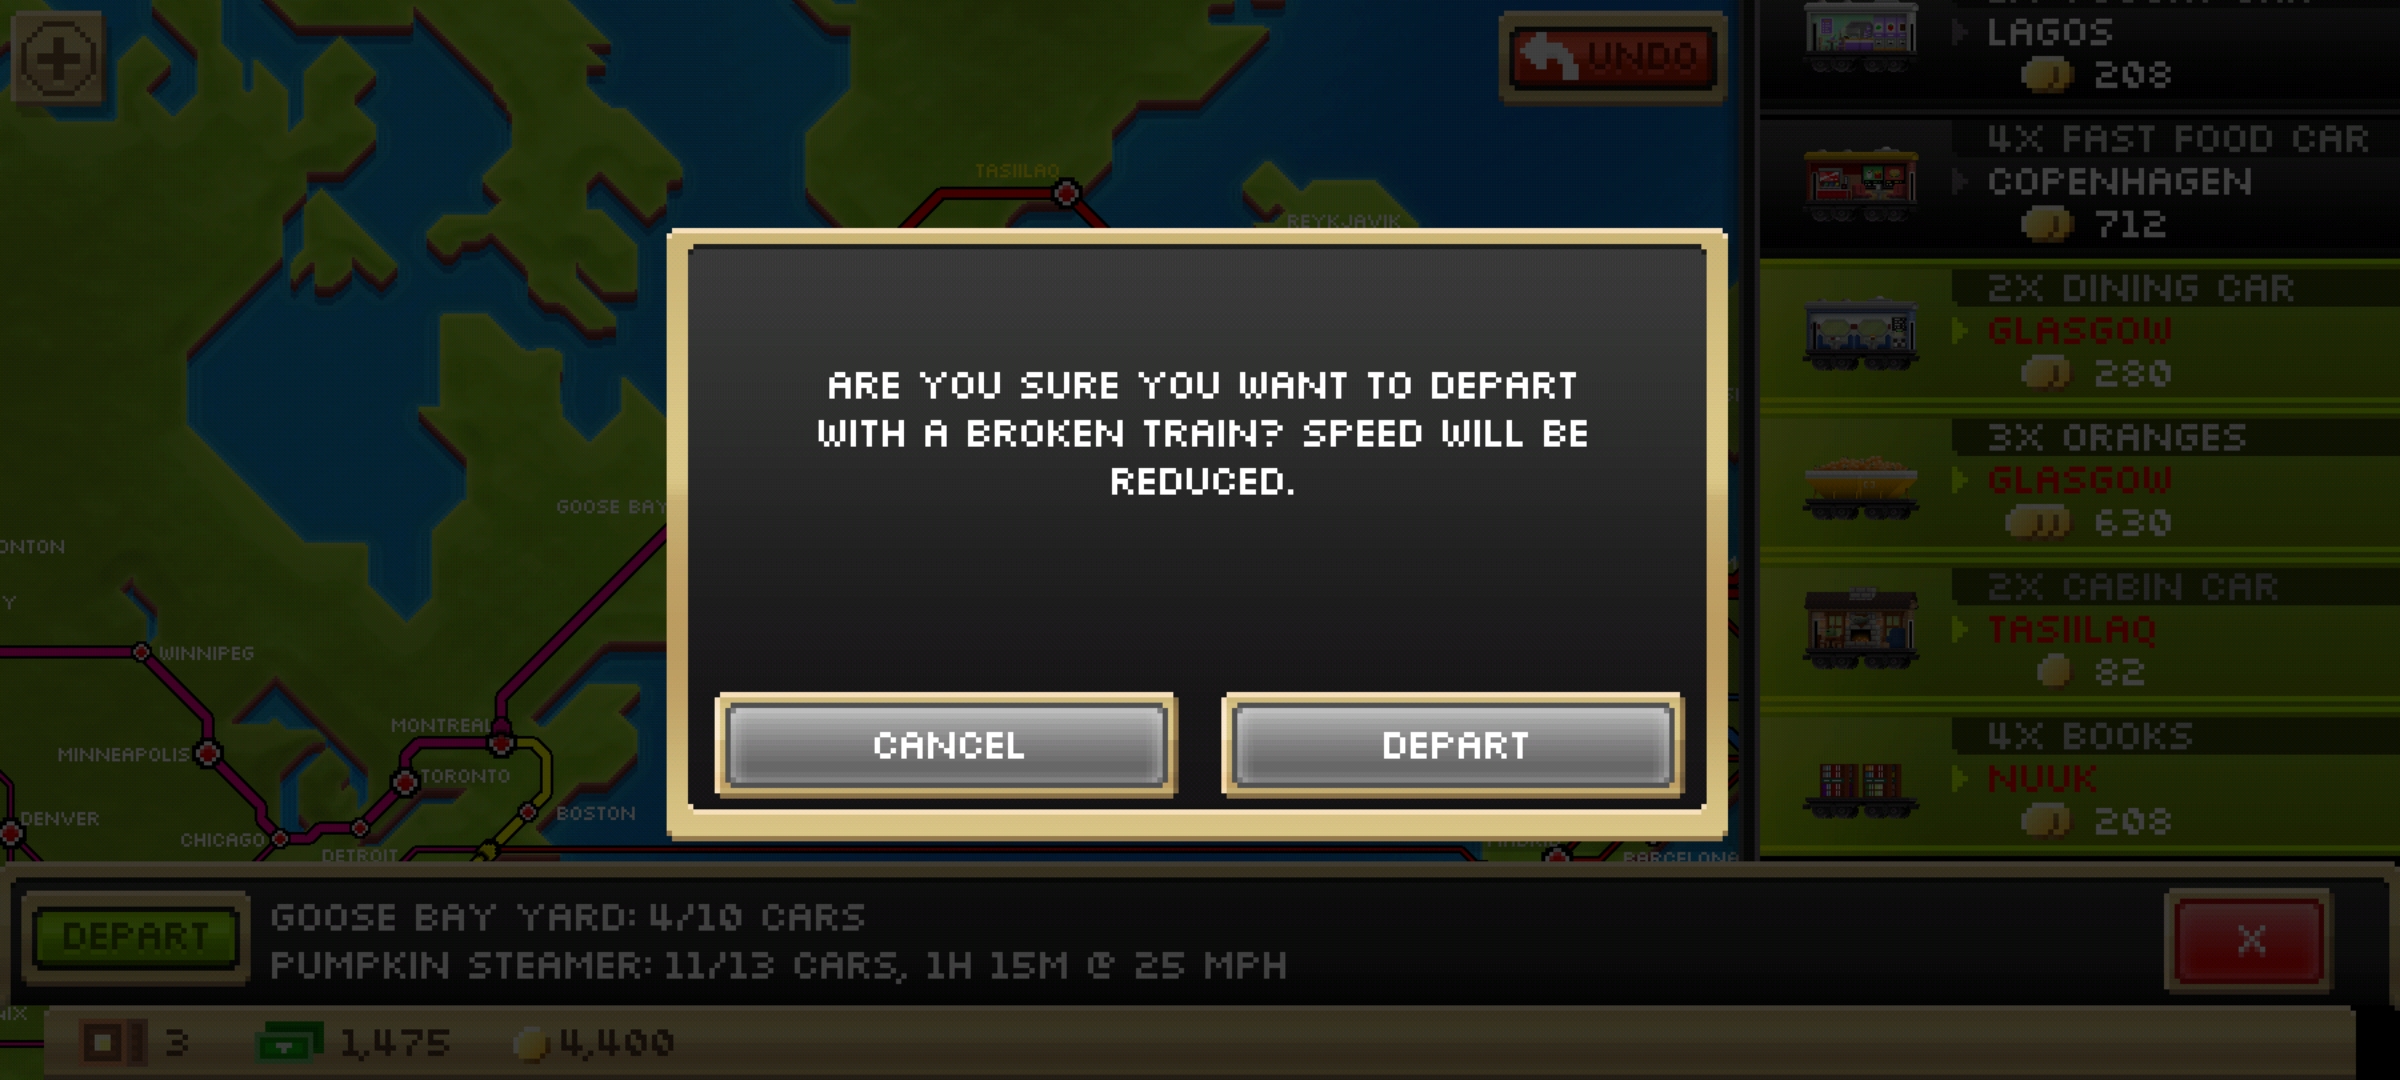 UNDO
LAGOS
208
4X FAST FOOD CAR
COPENHAGEN
712
2X DINING CAR
GLASGOW
280
3X ORANGES
GLASGOW
630
2X CABIN CAR
TASIILAQ
82
4X BOOKS
NUUK
208
TASIILAQ
REYKJAVIK
GOOSE BAY
ONTON
Y
WINNIPEG
MONTREAL
MINNEAPOLIS
TORONTO
DENVER
BOSTON
CHICAGO
DETROIT
MADRID
BARCELONA
ARE YOU SURE YOU WANT TO DEPART
WITH A BROKEN TRAIN? SPEED WILL BE
REDUCED.
CANCEL
DEPART
DEPART
GOOSE BAY YARD: 4/10 CARS
PUMPKIN STEAMER: 11/13 CARS, 1H 15M @ 25 MPH
X
NIX
3
1,475
4,400